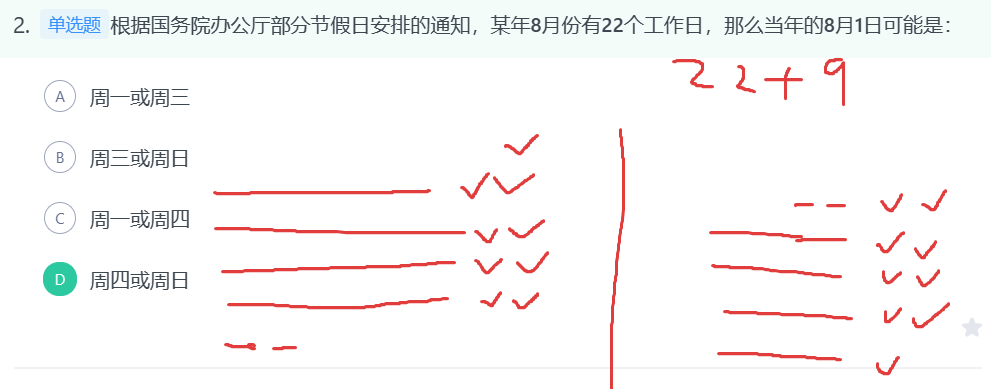 2. 单选题 根据国务院办公厅部分节假日安排的通知，某年8月份有22个工作日，那么当年的8月1日可能是：
22+9
A 周一或周三
B 周三或周日
C 周一或周四
D 周四或周日